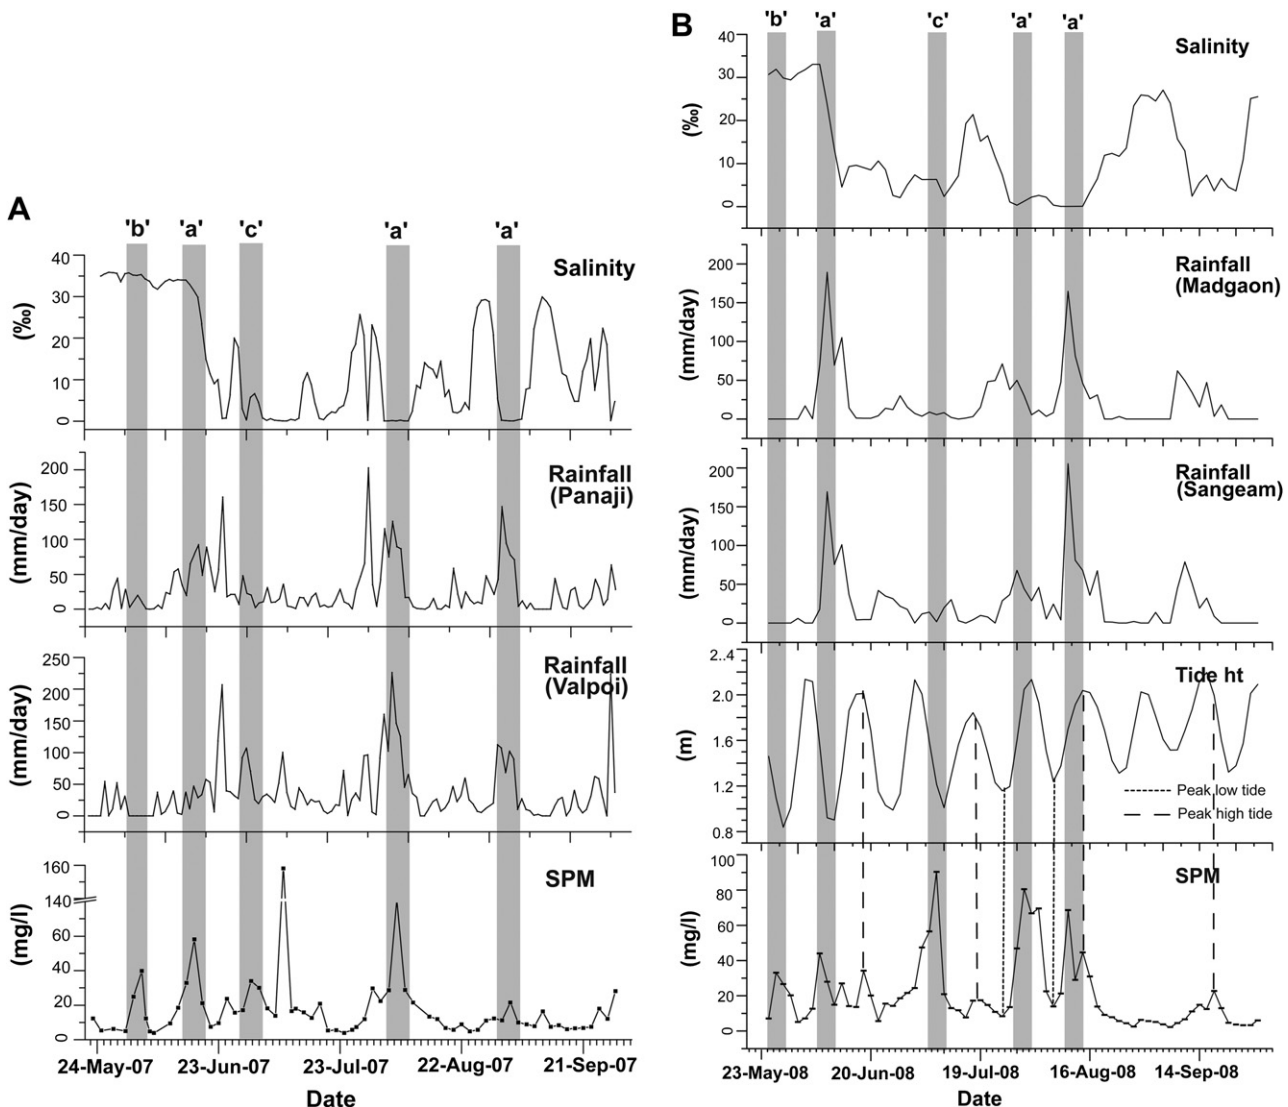 A
'b' 'a' 'c' 'a' 'a'
40
30
20
10
0
(‰)
Salinity
200
150
100
50
0
(mm/day)
Rainfall
(Panaji)
250
200
150
100
50
0
(mm/day)
Rainfall
(Valpoi)
160
140
60
40
20
0
(mg/l)
SPM
24-May-07 23-Jun-07 23-Jul-07 22-Aug-07 21-Sep-07
Date
B
'b' 'a' 'c' 'a' 'a'
40
30
20
10
0
(‰)
Salinity
200
150
100
50
0
(mm/day)
Rainfall
(Madgaon)
200
150
100
50
0
(mm/day)
Rainfall
(Sangeam)
2.4
2.0
1.6
1.2
0.8
(m)
Tide ht
Peak low tide
Peak high tide
100
80
60
40
20
0
(mg/l)
SPM
23-May-08 20-Jun-08 19-Jul-08 16-Aug-08 14-Sep-08
Date